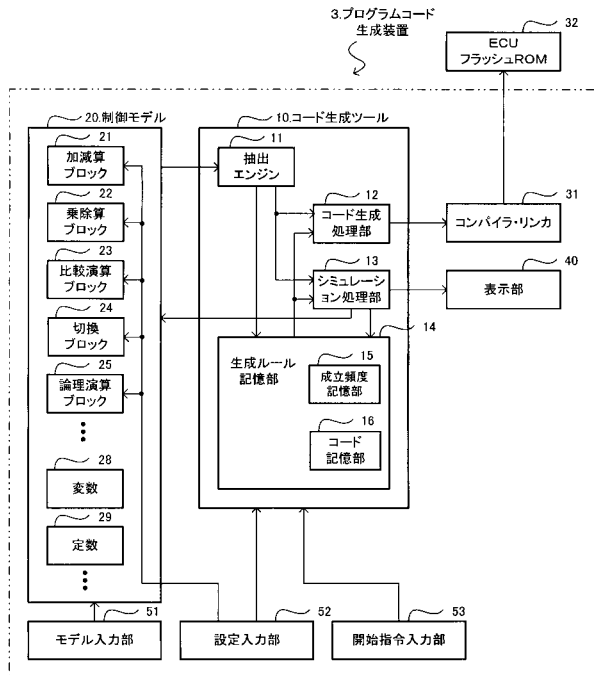 3.プログラムコード
生成装置
32
ECU
フラッシュROM
20.制御モデル
21
加減算
ブロック
22
乗除算
ブロック
23
比較演算
ブロック
24
切換
ブロック
25
論理演算
ブロック
28
変数
29
定数
10.コード生成ツール
11
抽出
エンジン
12
コード生成
処理部
13
シミュレーシ
ョン処理部
14
生成ルール
記憶部
15
成立頻度
記憶部
16
コード
記憶部
31
コンパイラ・リンカ
40
表示部
51
モデル入力部
52
設定入力部
53
開始指令入力部